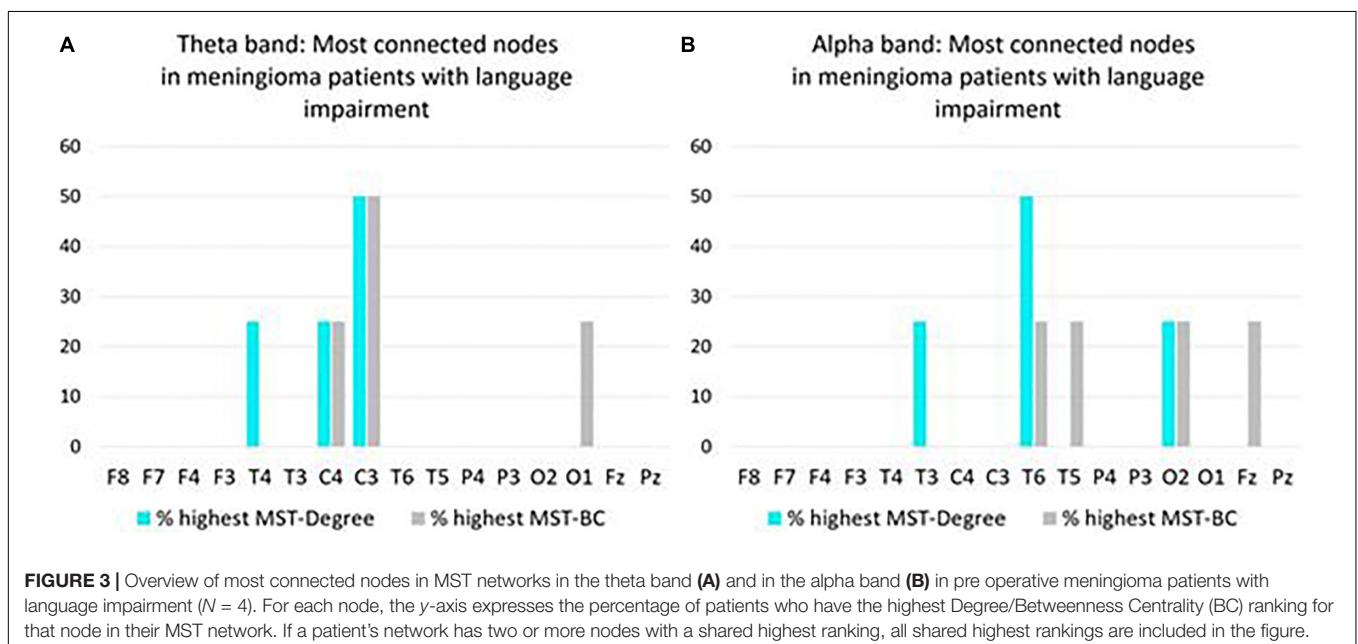 A
Theta band: Most connected nodes
in meningioma patients with language
impairment
60
50
40
30
20
10
0
F8 F7 F4 F3 T4 T3 C4 C3 T6 T5 P4 P3 O2 O1 Fz Pz
% highest MST-Degree % highest MST-BC
B
Alpha band: Most connected nodes
in meningioma patients with language
impairment
60
50
40
30
20
10
0
F8 F7 F4 F3 T4 T3 C4 C3 T6 T5 P4 P3 O2 O1 Fz Pz
% highest MST-Degree % highest MST-BC
FIGURE 3 | Overview of most connected nodes in MST networks in the theta band (A) and in the alpha band (B) in pre operative meningioma patients with
language impairment (N = 4). For each node, the y-axis expresses the percentage of patients who have the highest Degree/Betweenness Centrality (BC) ranking for
that node in their MST network. If a patient's network has two or more nodes with a shared highest ranking, all shared highest rankings are included in the figure.